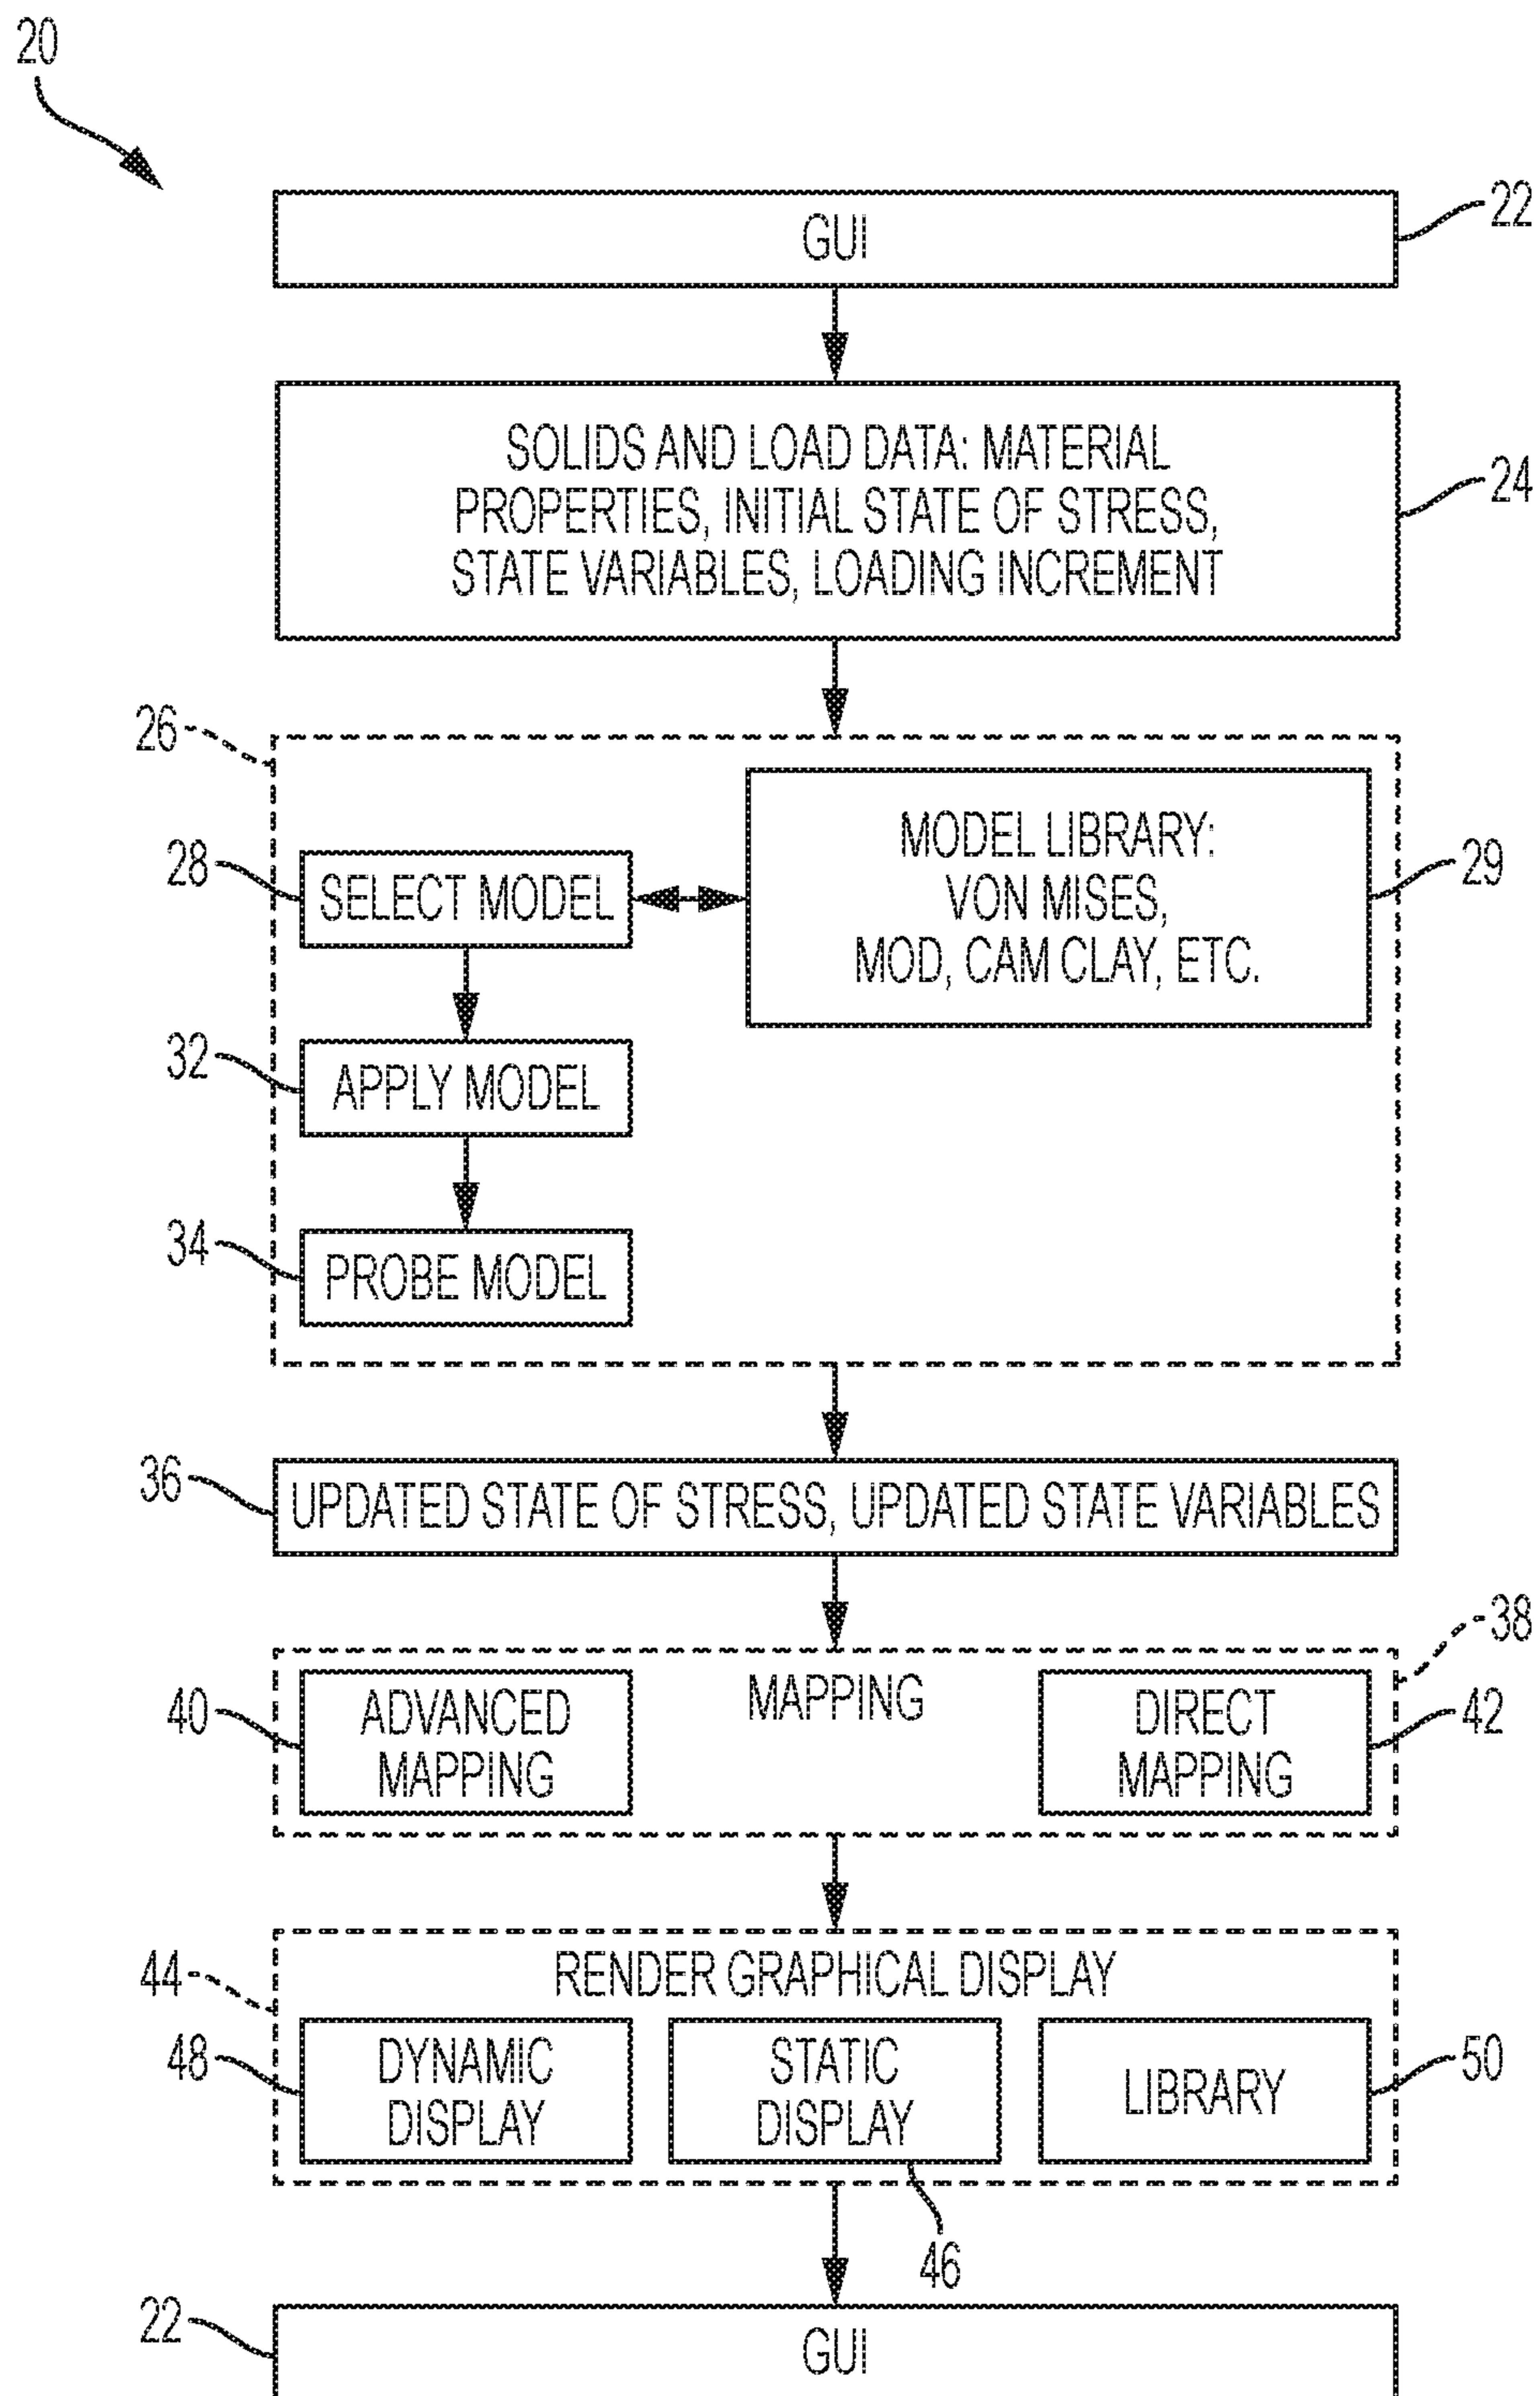 20
GUI
22
SOLIDS AND LOAD DATA: MATERIAL
PROPERTIES, INITIAL STATE OF STRESS,
STATE VARIABLES, LOADING INCREMENT
24
26
28
SELECT MODEL
MODEL LIBRARY:
VON MISES,
MOD, CAM CLAY, ETC.
29
32
APPLY MODEL
34
PROBE MODEL
36
UPDATED STATE OF STRESS, UPDATED STATE VARIABLES
38
MAPPING
40
ADVANCED
MAPPING
DIRECT
MAPPING
42
44
RENDER GRAPHICAL DISPLAY
48
DYNAMIC
DISPLAY
STATIC
DISPLAY
LIBRARY
50
46
22
GUI